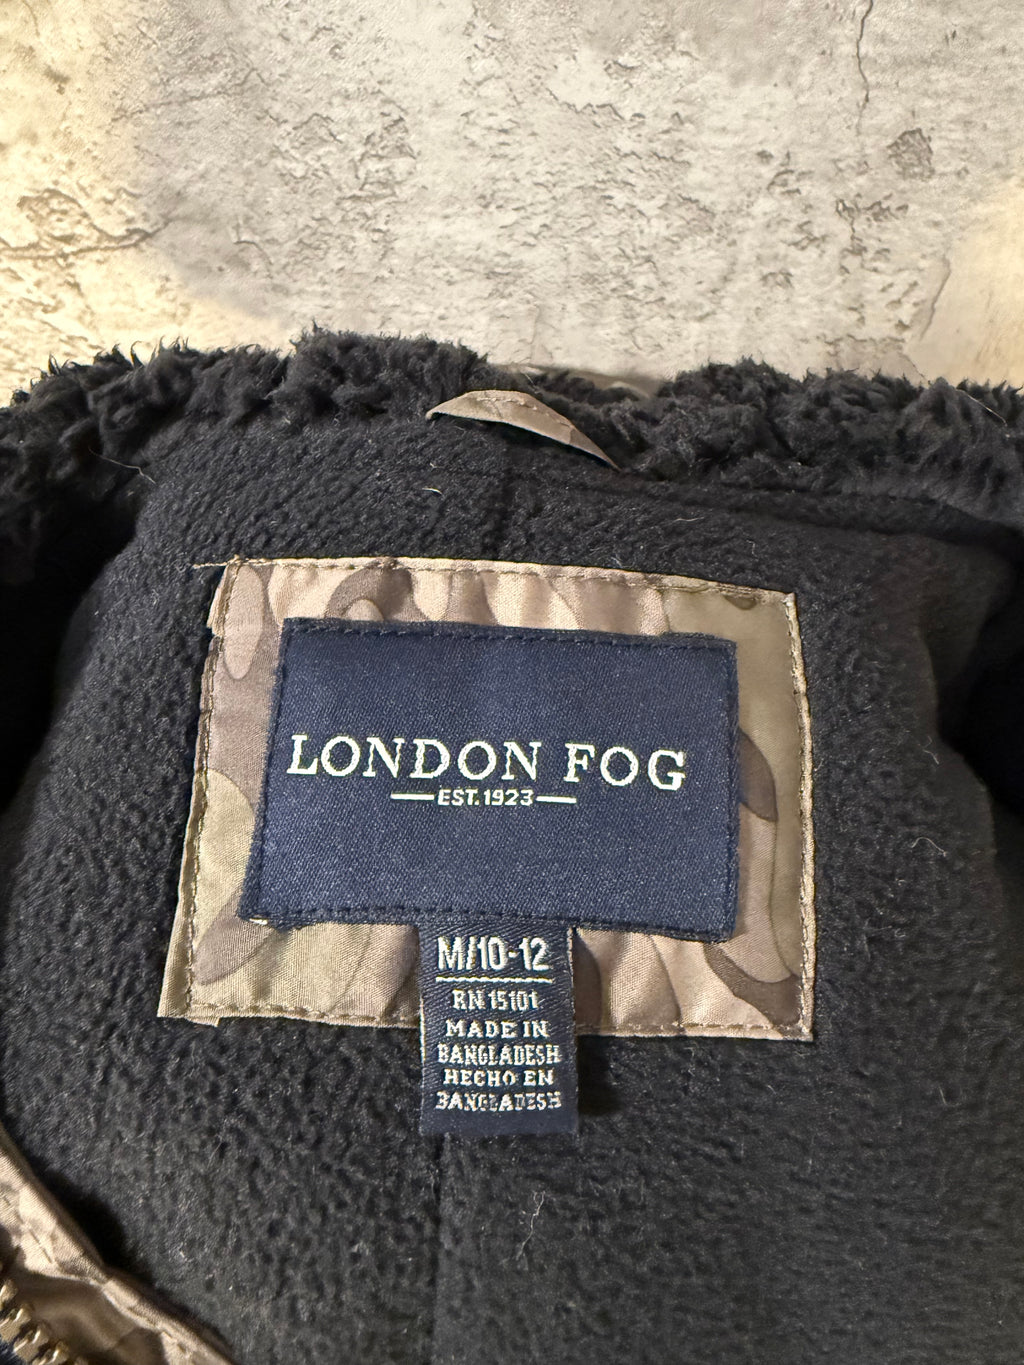 LONDON FOG
EST. 1923
M/10-12
RN 15101
MADE IN
BANGLADESH
HECHO EN
BANGLADESH